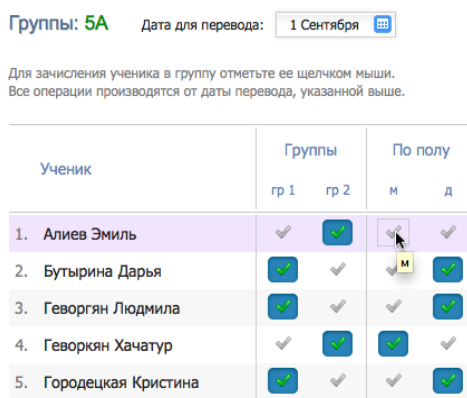 Группы: 5А Дата для перевода: 1 Сентября
Для зачисления ученика в группу отметьте ее щелчком мыши.
Все операции производятся от даты перевода, указанной выше.
Ученик Группы По полу
гр 1 гр 2 м д
1. Алиев Эмиль
м
2. Бутырина Дарья
3. Геворгян Людмила
4. Геворкян Хачатур
5. Городецкая Кристина